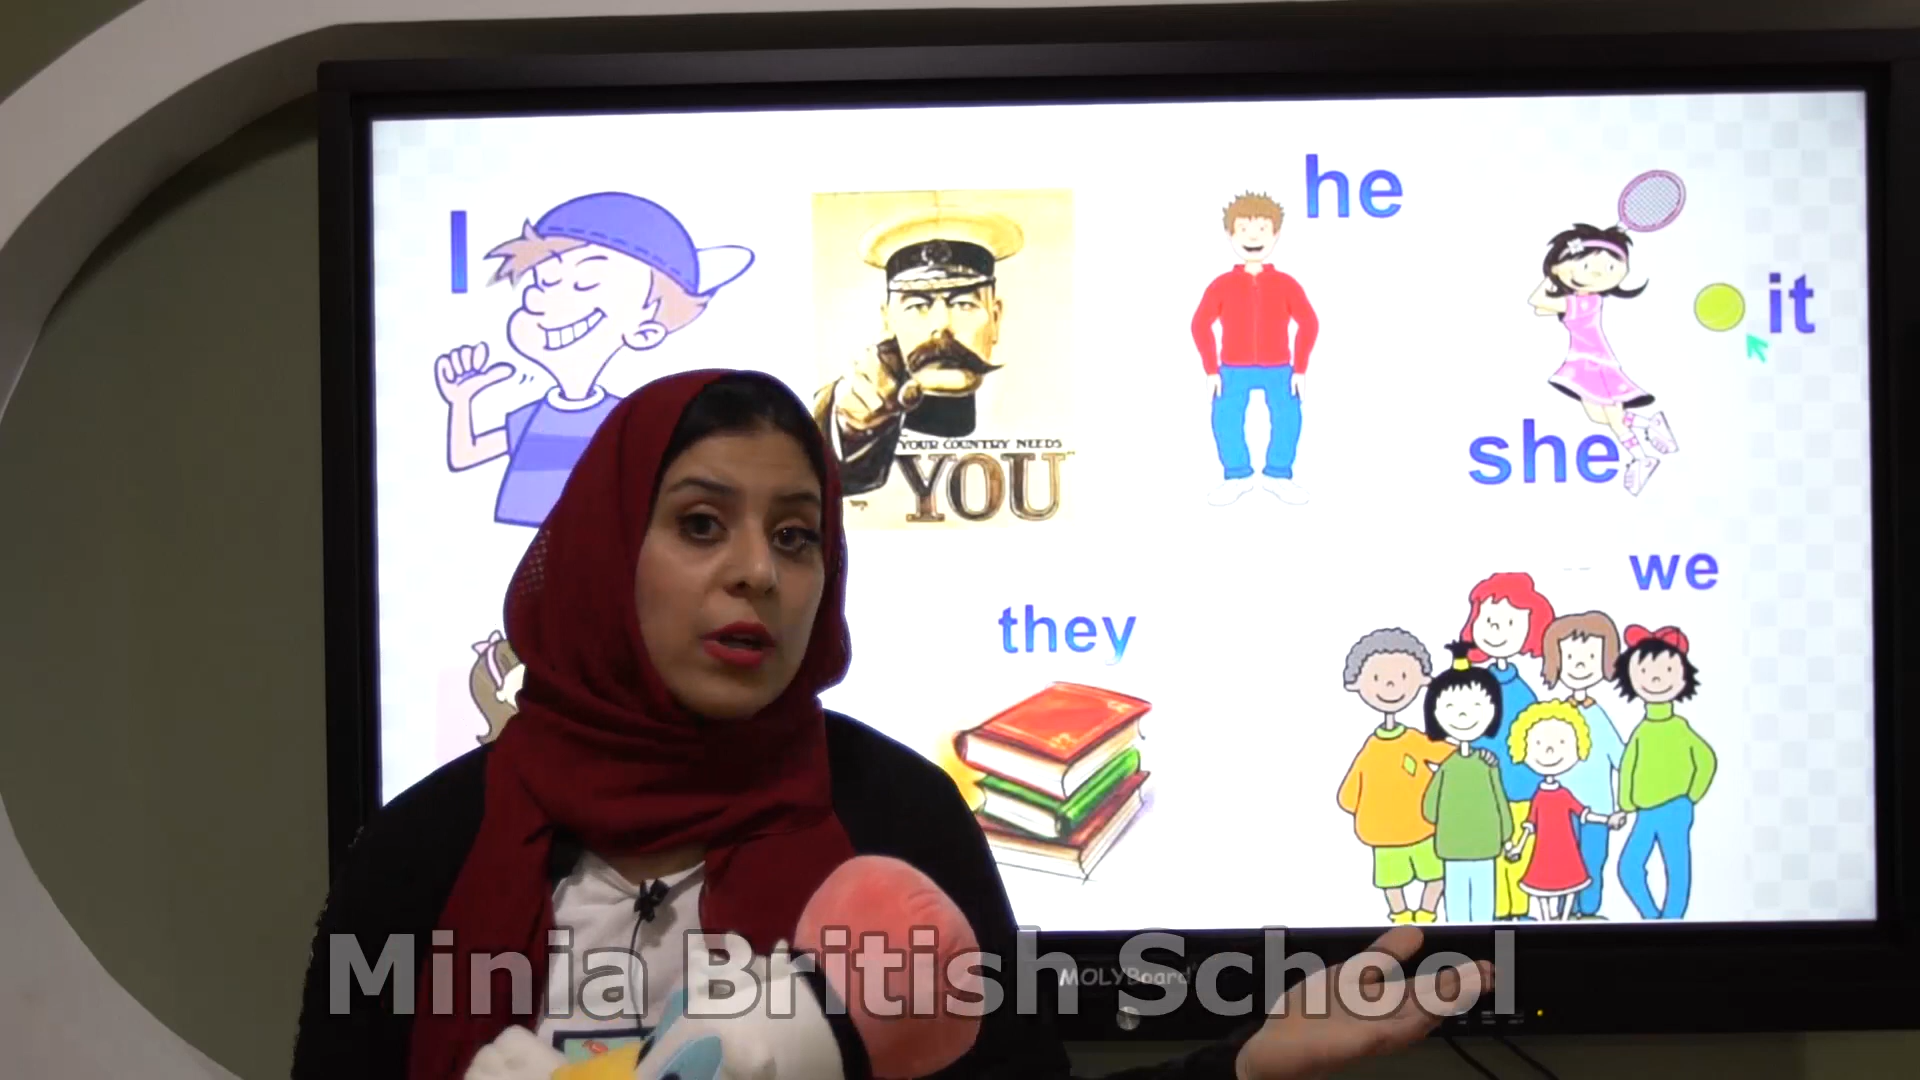 I
he
it
YOUR COUNTRY NEEDS
YOU
she
we
they
Minia British School
MOLYBoard